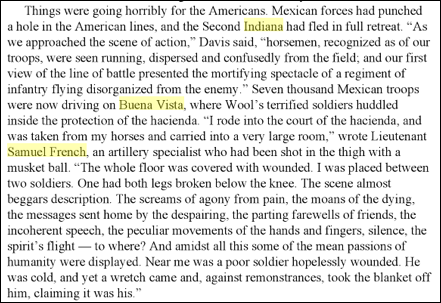 Things were going horribly for the Americans. Mexican forces had punched
a hole in the American lines, and the Second Indiana had fled in full retreat. “As
we approached the scene of action,” Davis said, “horsemen, recognized as of our
troops, were seen running, dispersed and confusedly from the field; and our first
view of the line of battle presented the mortifying spectacle of a regiment of
infantry flying disorganized from the enemy.” Seven thousand Mexican troops
were now driving on Buena Vista, where Wool’s terrified soldiers huddled
inside the protection of the hacienda. “I rode into the court of the hacienda, and
was taken from my horses and carried into a very large room,” wrote Lieutenant
Samuel French, an artillery specialist who had been shot in the thigh with a
musket ball. “The whole floor was covered with wounded. I was placed between
two soldiers. One had both legs broken below the knee. The scene almost
beggars description. The screams of agony from pain, the moans of the dying,
the messages sent home by the despairing, the parting farewells of friends, the
incoherent speech, the peculiar movements of the hands and fingers, silence, the
spirit’s flight — to where? And amidst all this some of the mean passions of
humanity were displayed. Near me was a poor soldier hopelessly wounded. He
was cold, and yet a wretch came and, against remonstrances, took the blanket off
him, claiming it was his.”